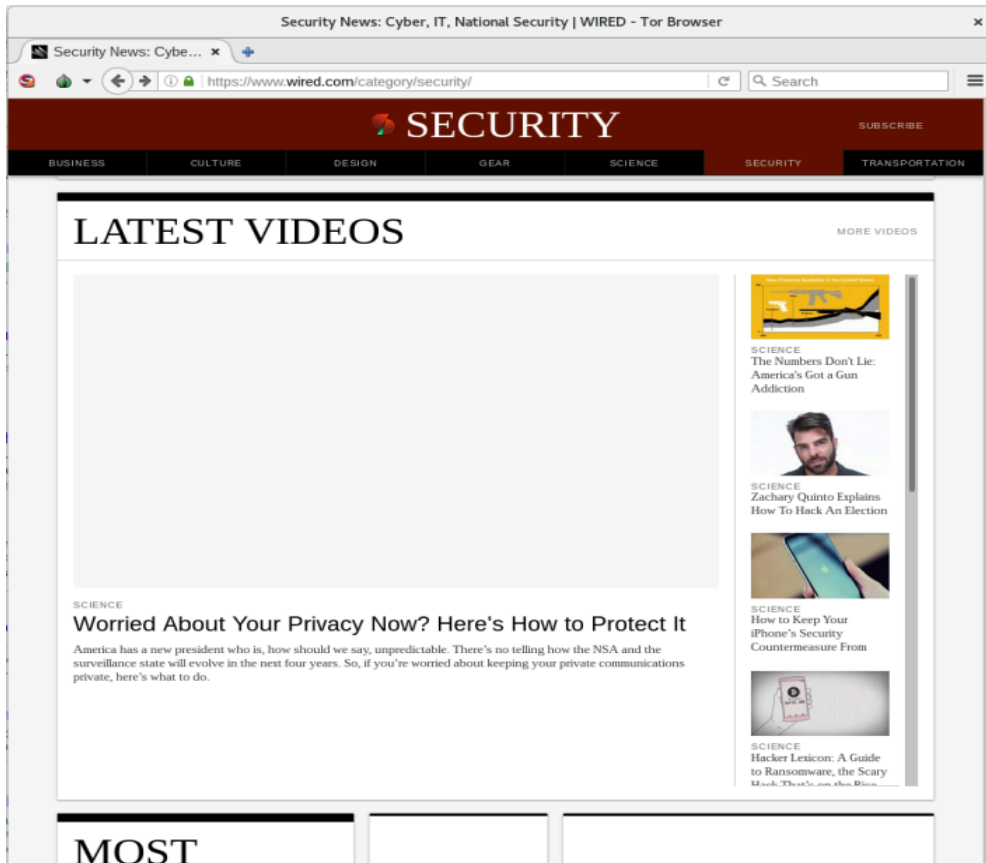 Security News: Cyber, IT, National Security | WIRED - Tor Browser
Security News: Cybe...
https://www.wired.com/category/security/
Search
SECURITY
SUBSCRIBE
BUSINESS
CULTURE
DESIGN
GEAR
SCIENCE
SECURITY
TRANSPORTATION
LATEST VIDEOS
MORE VIDEOS
SCIENCE
Worried About Your Privacy Now? Here's How to Protect It
America has a new president who is, how should we say, unpredictable. There's no telling how the NSA and the
surveillance state will evolve in the next four years. So, if you're worried about keeping your private communications
private, here's what to do.
SCIENCE
The Numbers Don't Lie:
America's Got a Gun
Addiction
SCIENCE
Zachary Quinto Explains
How To Hack An Election
SCIENCE
How to Keep Your
iPhone's Security
Countermeasure From
SCIENCE
Hacker Lexicon: A Guide
to Ransomware, the Scary
Hack That's on the Rise
MOST